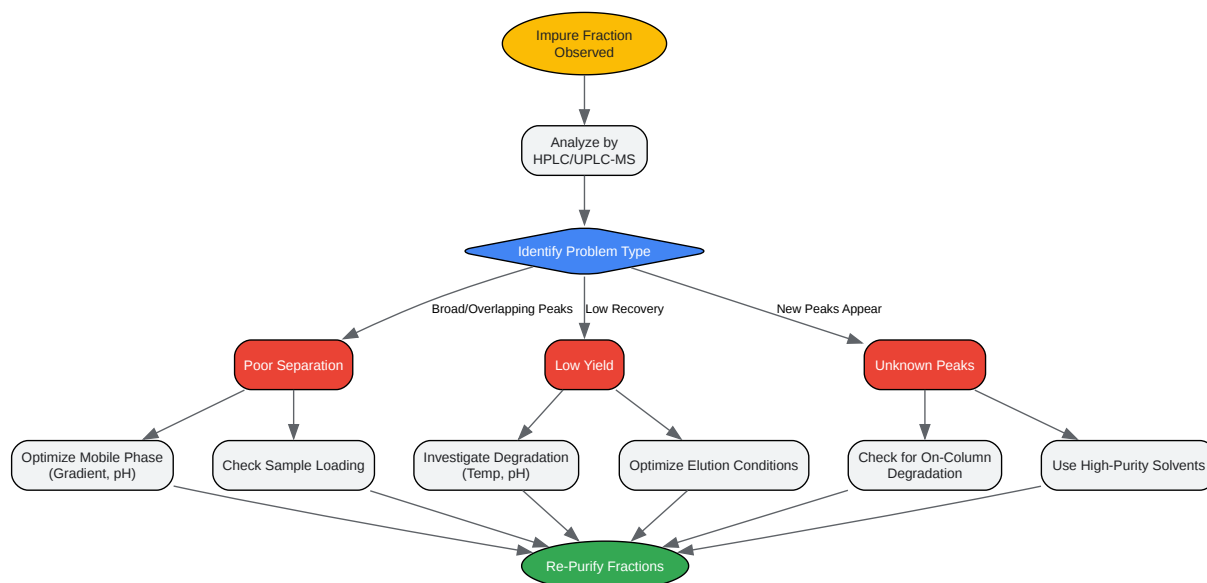 Impure Fraction
Observed
Analyze by
HPLC/UPLC-MS
Identify Problem Type
Broad/Overlapping Peaks
Low Recovery
New Peaks Appear
Poor Separation
Low Yield
Unknown Peaks
Optimize Mobile Phase
(Gradient, pH)
Check Sample Loading
Investigate Degradation
(Temp, pH)
Optimize Elution Conditions
Check for On-Column
Degradation
Use High-Purity Solvents
Re-Purify Fractions